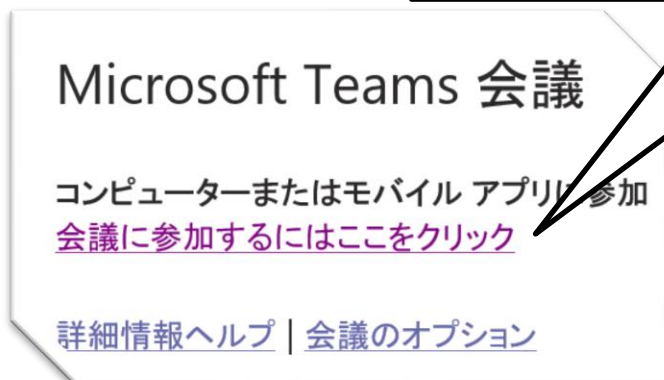 Microsoft Teams 会議
コンピューターまたはモバイル アプリに参加
会議に参加するにはここをクリック
詳細情報ヘルプ | 会議のオプション